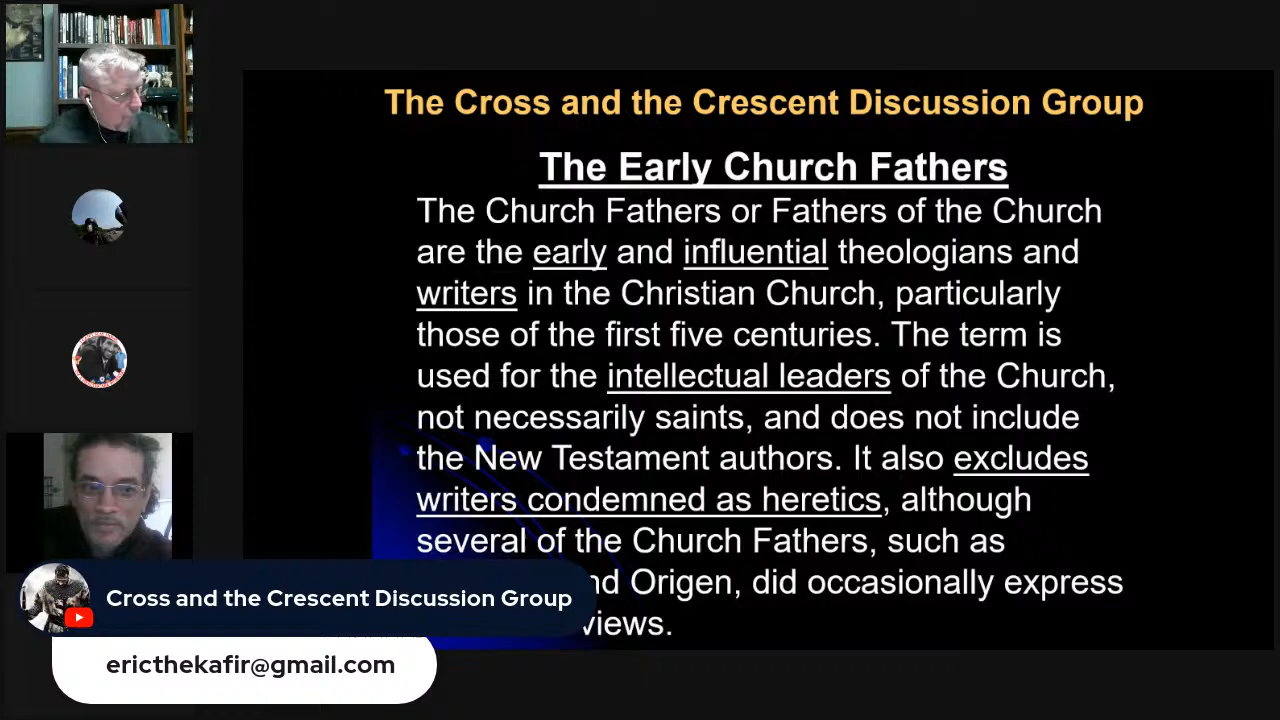 The Cross and the Crescent Discussion Group
The Early Church Fathers
The Church Fathers or Fathers of the Church
are the early and influential theologians and
writers in the Christian Church, particularly
those of the first five centuries. The term is
used for the intellectual leaders of the Church,
not necessarily saints, and does not include
the New Testament authors. It also excludes
writers condemned as heretics, although
several of the Church Fathers, such as
Origen, did occasionally express
views.
Cross and the Crescent Discussion Group
ericthekafir@gmail.com